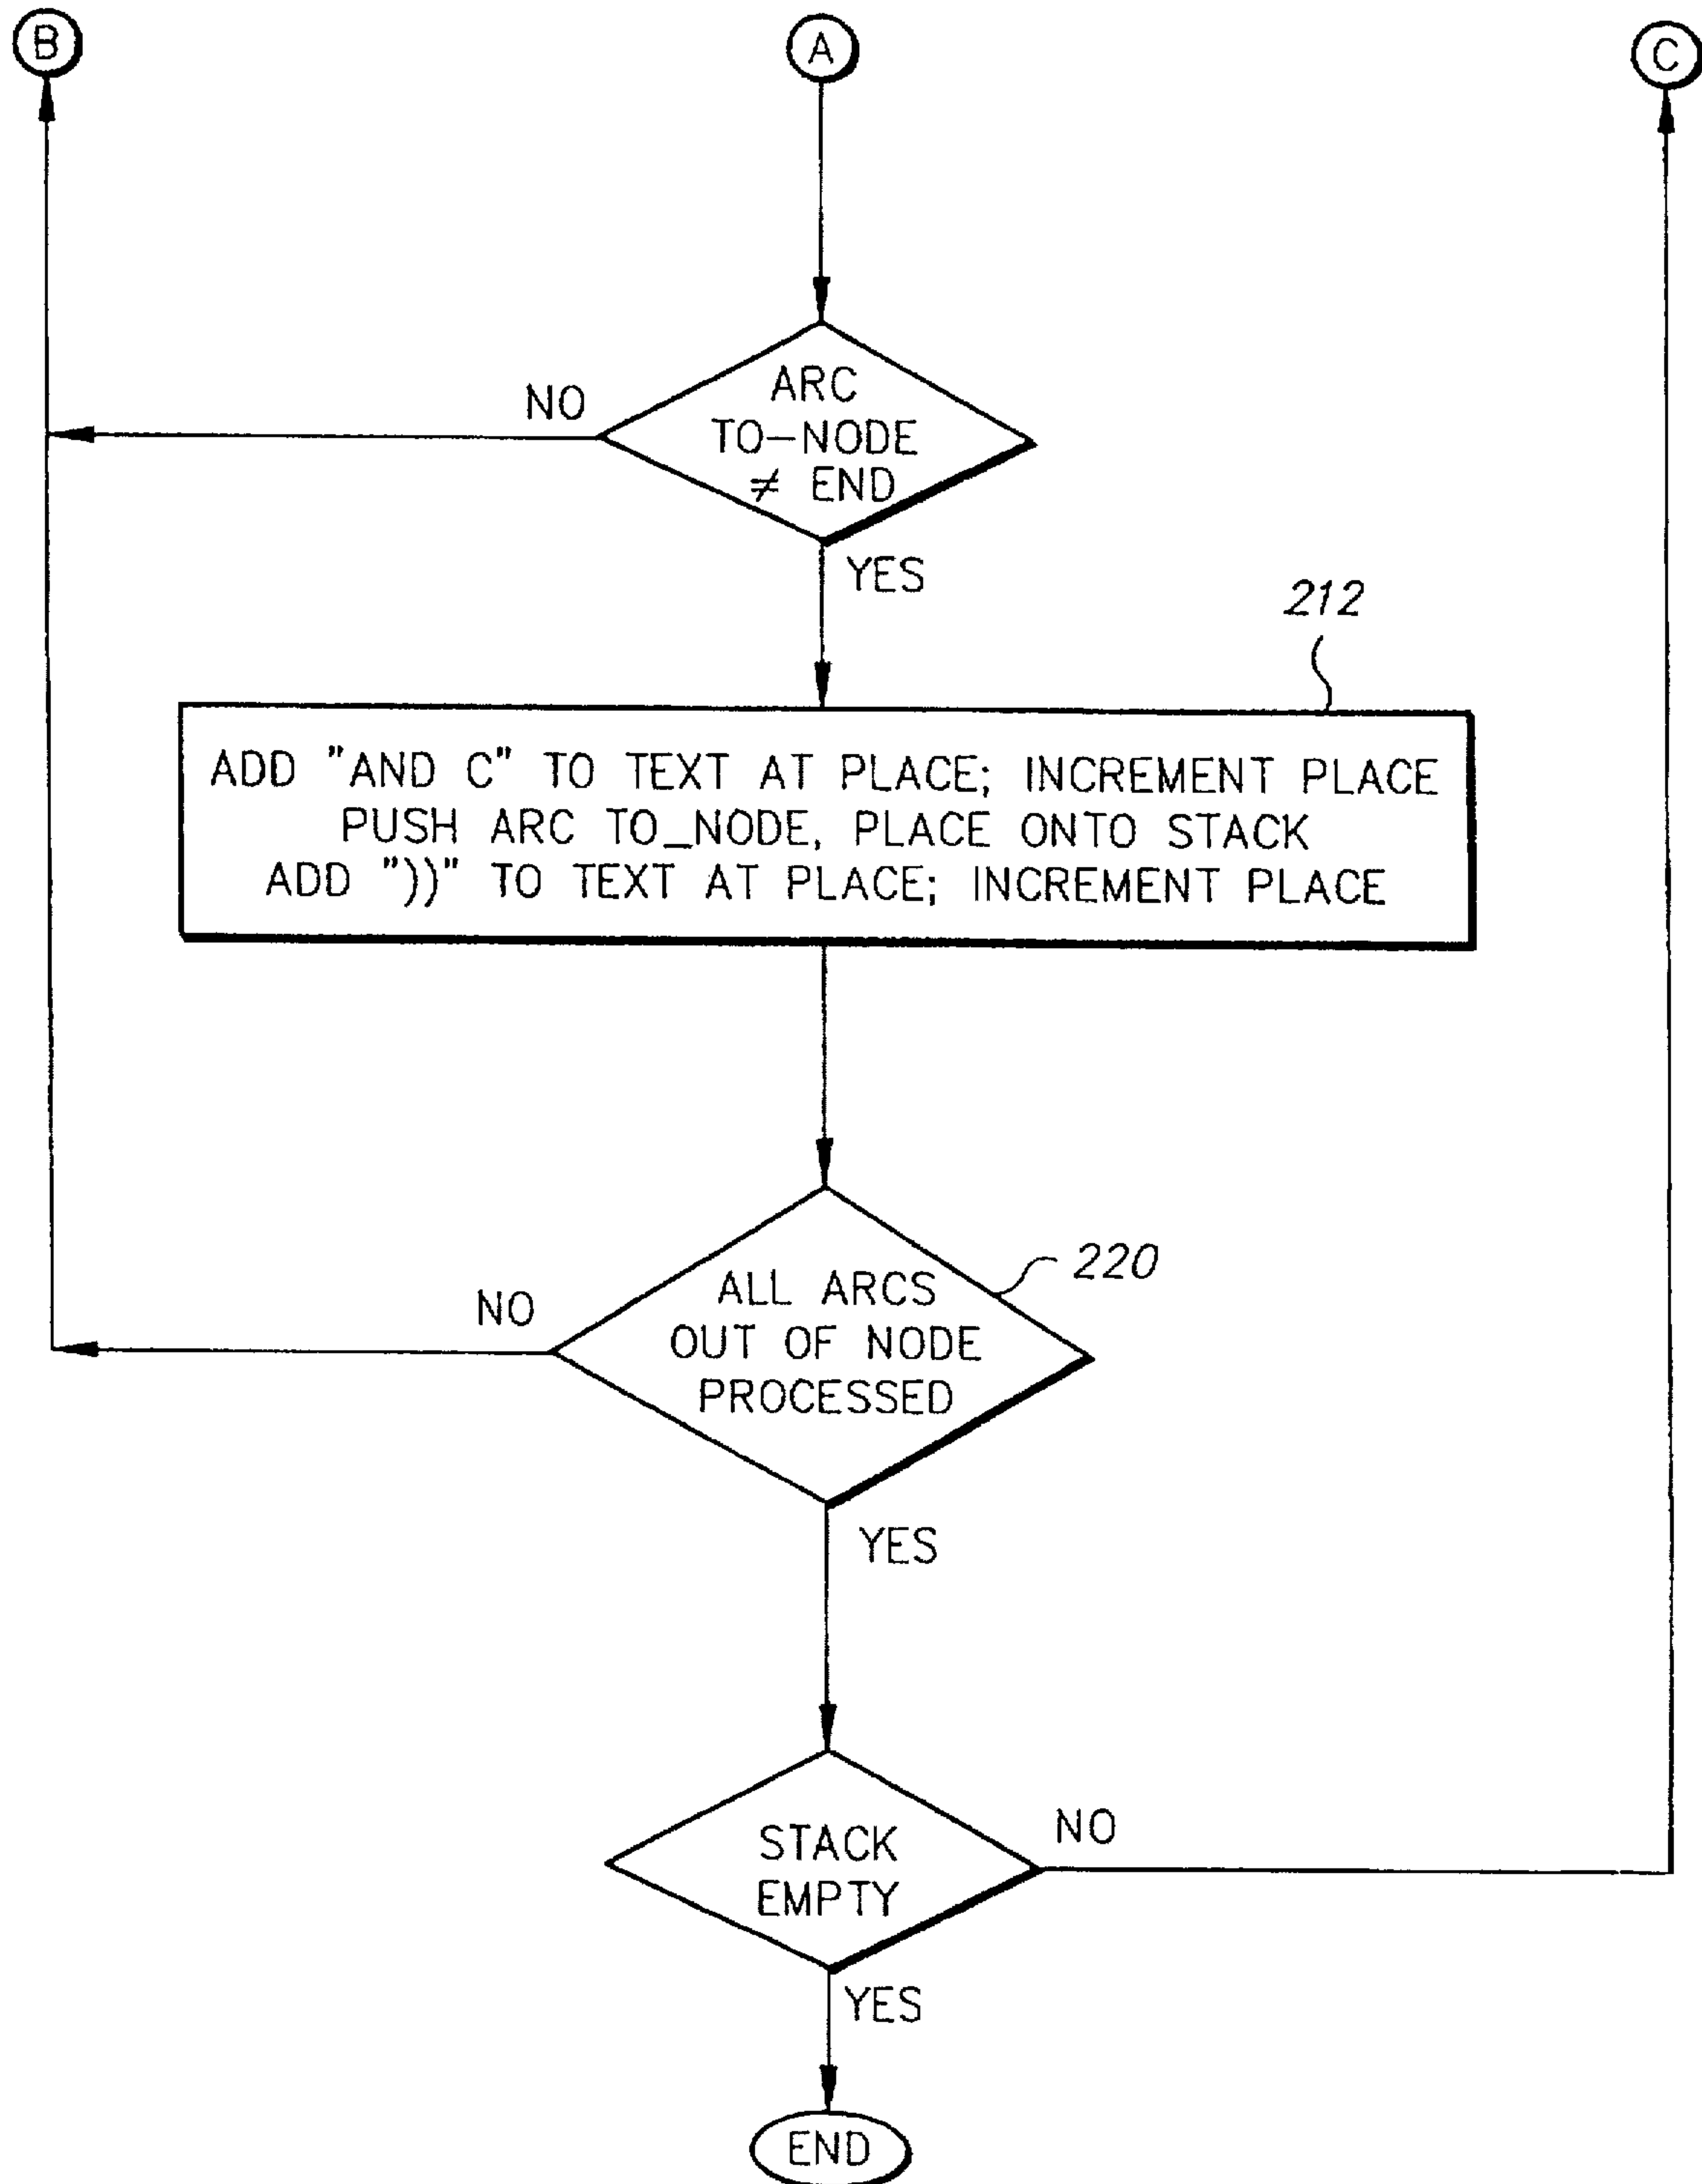 B
A
C
ARC
TO-NODE
≠ END
NO
YES
212
ADD "AND C" TO TEXT AT PLACE; INCREMENT PLACE
PUSH ARC TO_NODE, PLACE ONTO STACK
ADD "))" TO TEXT AT PLACE; INCREMENT PLACE
220
ALL ARCS
OUT OF NODE
PROCESSED
NO
YES
STACK
EMPTY
NO
YES
END